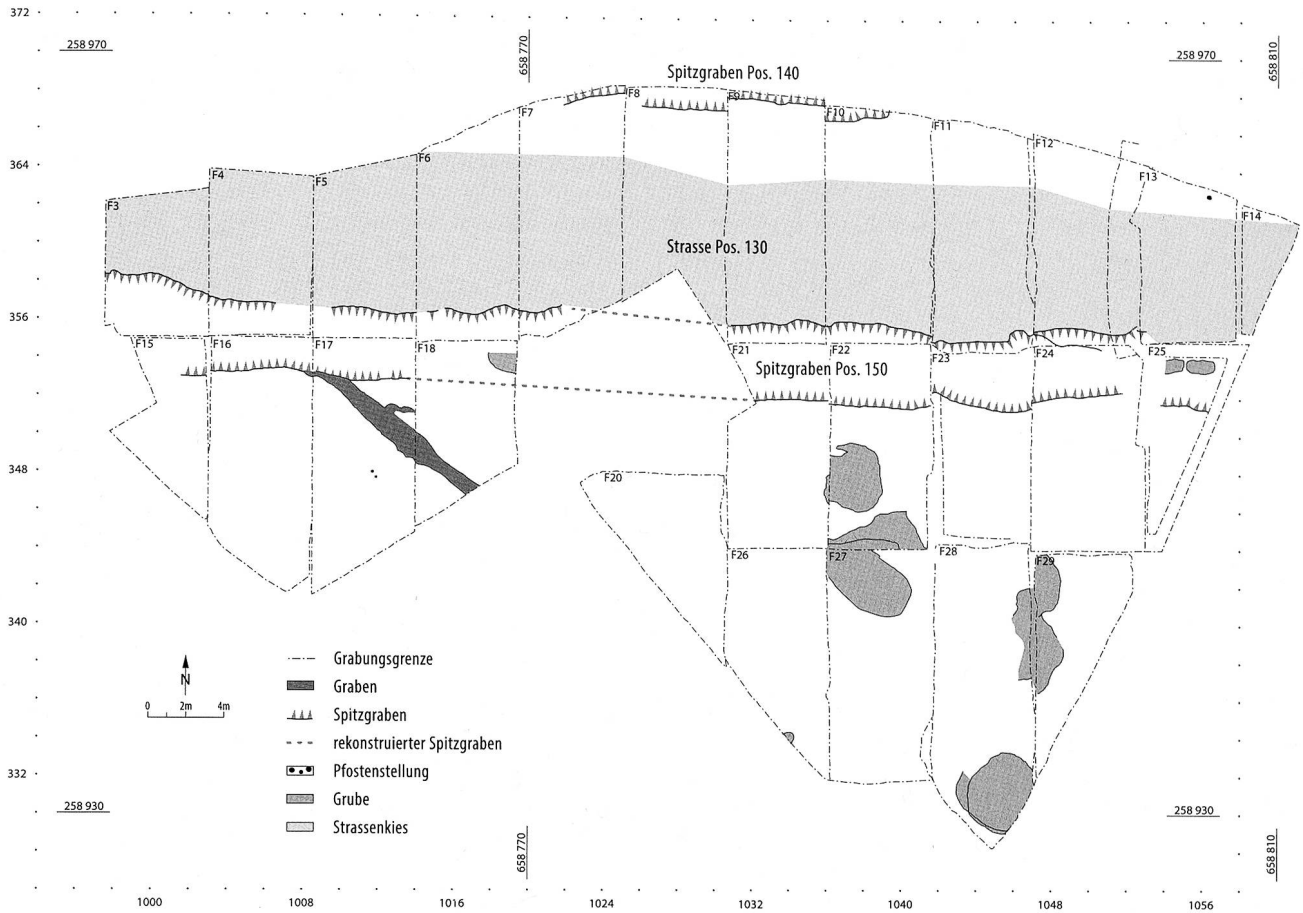 372
258 970
658 770
258 970
658 810
Spitzgraben Pos. 140
F7
F8
F9
F10
F11
F12
364
F3
F4
F5
F6
F13
F14
Strasse Pos. 130
356
F15
F16
F17
F18
F21
F22
F23
F24
F25
Spitzgraben Pos. 150
348
F20
F26
F27
F28
F29
340
N
0 2m 4m
Grabungsgrenze
Graben
Spitzgraben
rekonstruierter Spitzgraben
Pfostenstellung
Grube
Strassenkies
332
258 930
658 770
258 930
658 810
1000 1008 1016 1024 1032 1040 1048 1056